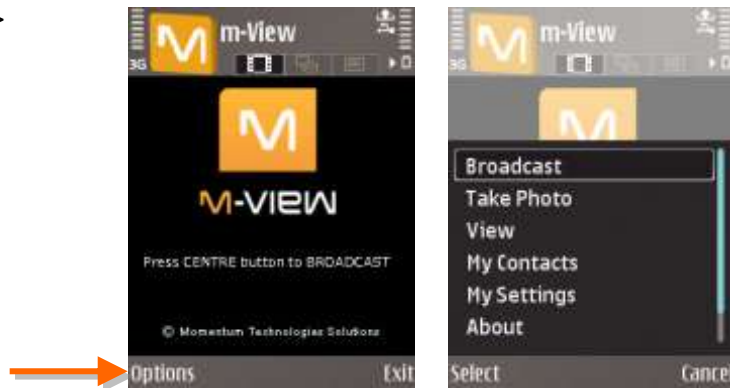 m-View
3G
M-VIEW
Press CENTRE button to BROADCAST
© Momentum Technologies Solutions
Options
Exit
m-View
3G
Broadcast
Take Photo
View
My Contacts
My Settings
About
Select
Cancel